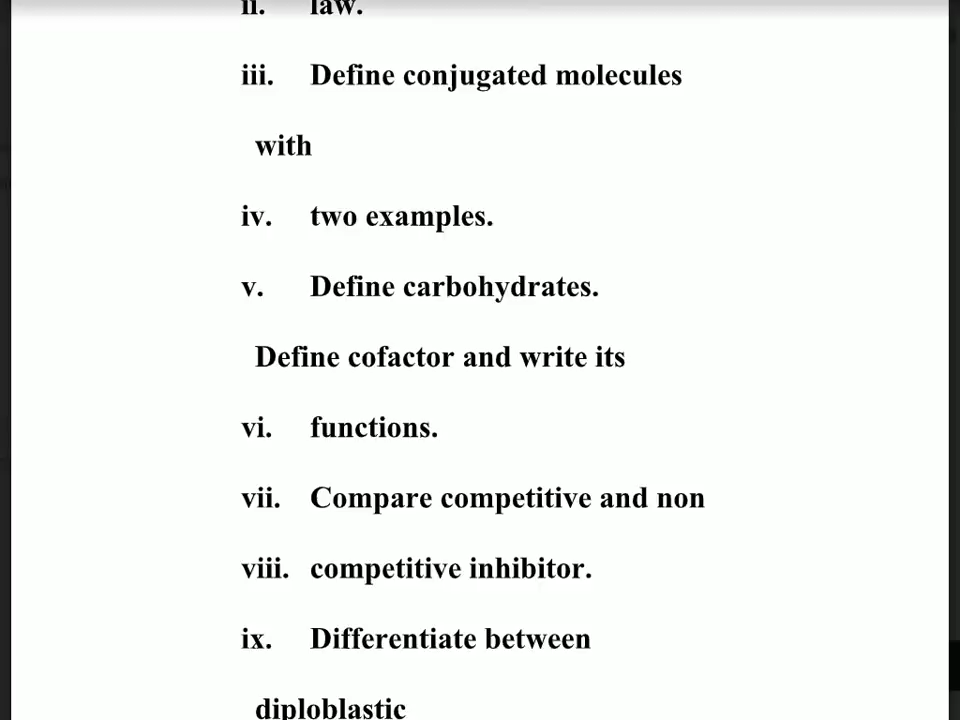 ii. law.
iii. Define conjugated molecules
with
iv. two examples.
v. Define carbohydrates.
Define cofactor and write its
vi. functions.
vii. Compare competitive and non
viii. competitive inhibitor.
ix. Differentiate between
diploblastic